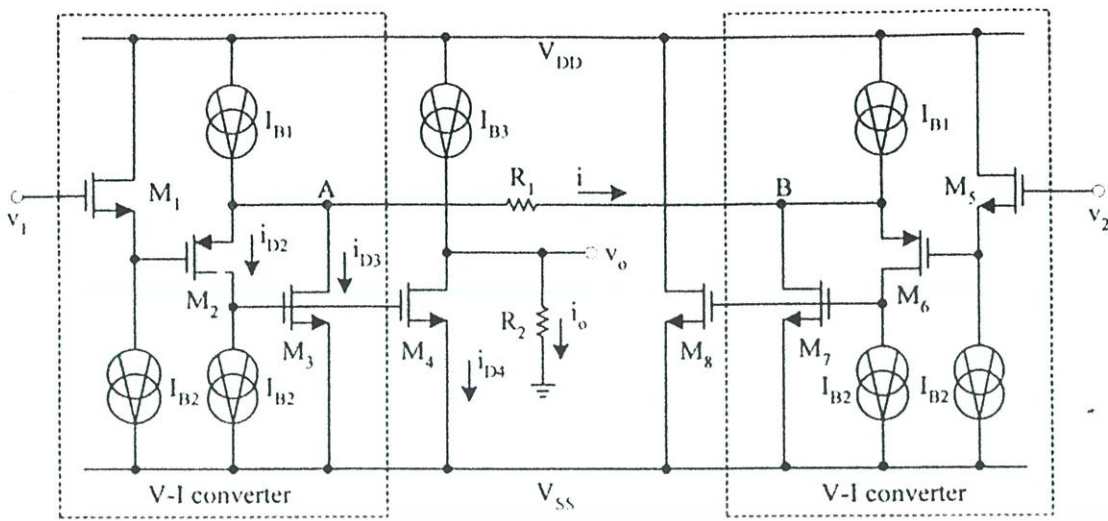 V_DD
I_B1
I_B3
I_B1
v_1
M_1
A
R_1
i
B
M_5
v_2
i_D2
i_D3
v_o
M_2
M_6
R_2
i_o
M_3
M_4
M_8
M_7
i_D4
I_B2
I_B2
I_B2
I_B2
V-I converter
V_SS
V-I converter